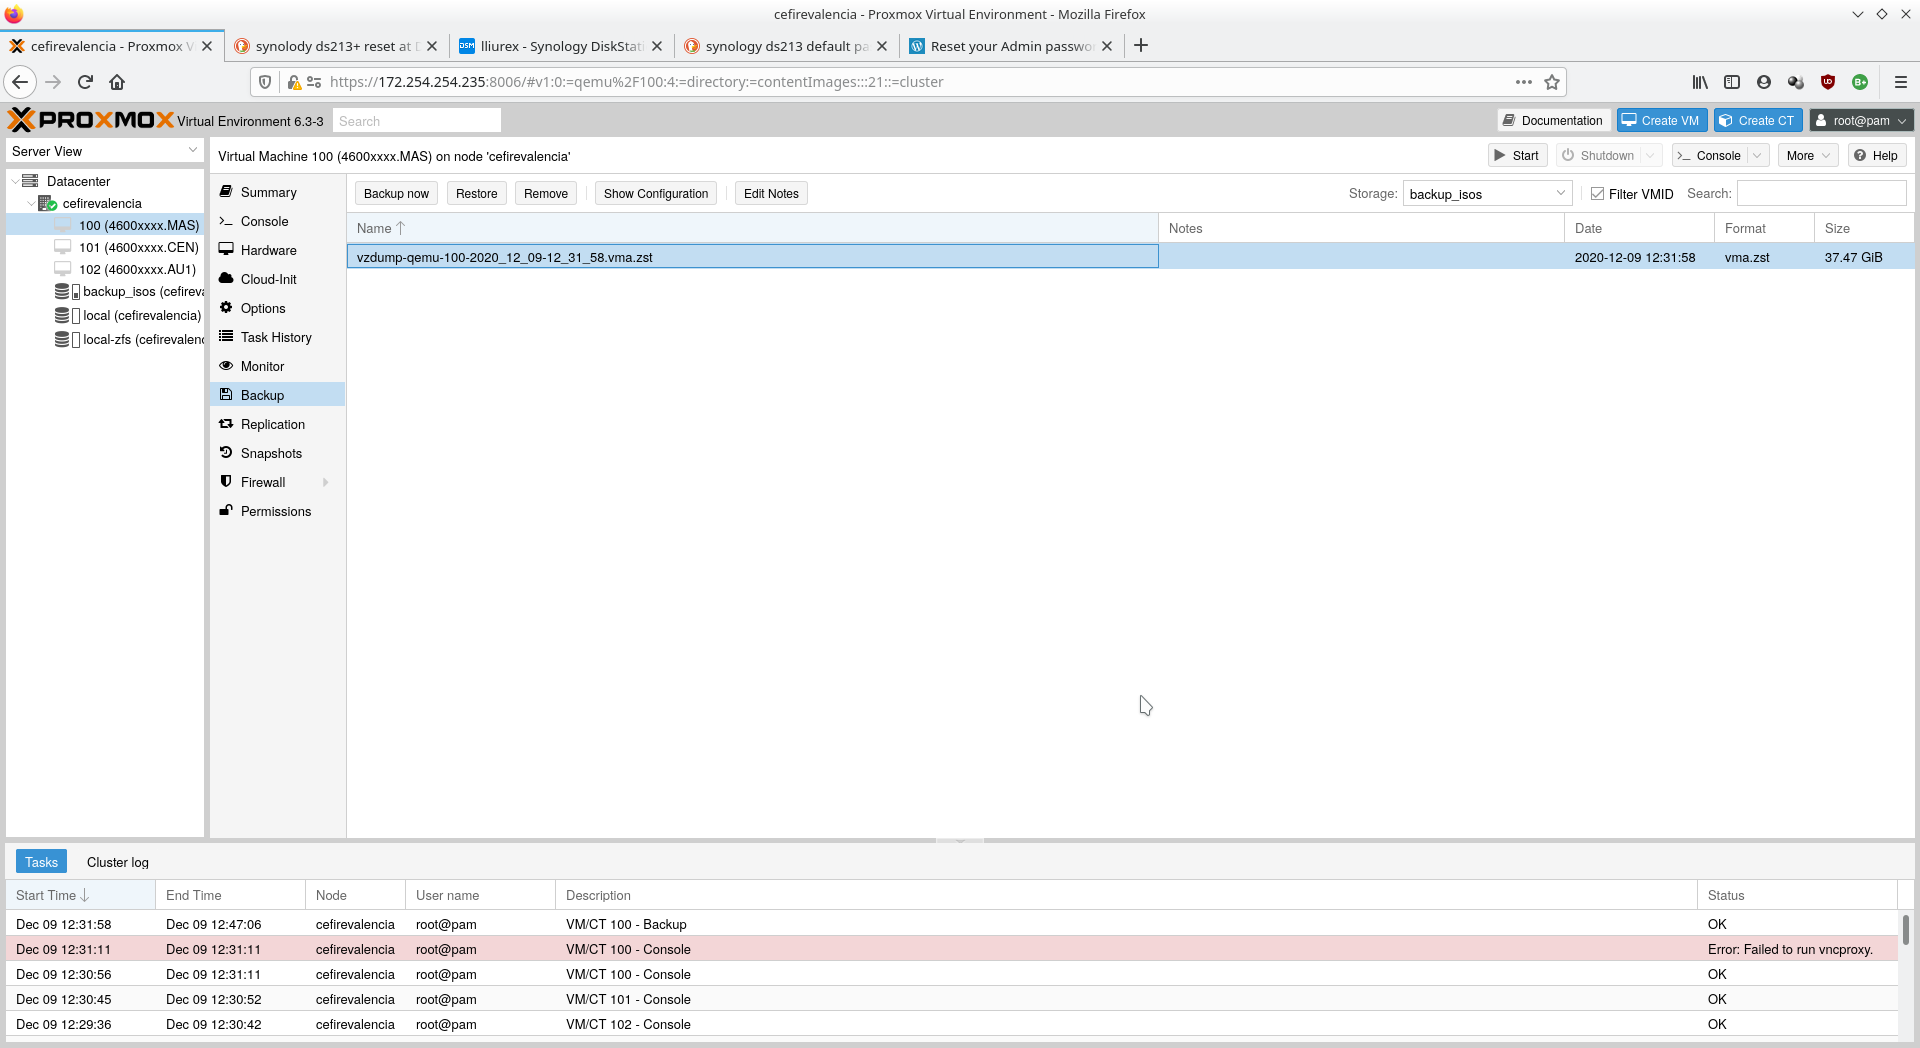 cefirevalencia - Proxmox Virtual Environment - Mozilla Firefox
cefirevalencia - Proxmox V
synolody ds213+ reset at D
lliurex - Synology DiskStati
synology ds213 default pa
Reset your Admin passwo
https://172.254.254.235:8006/#v1:0:=qemu%2F100:4:=directory:=contentImages:::21::=cluster
PROXMOX Virtual Environment 6.3-3 Search Documentation Create VM Create CT root@pam
Server View
Virtual Machine 100 (4600xxxx.MAS) on node 'cefirevalencia' Start Shutdown Console More Help
Datacenter
cefirevalencia
100 (4600xxxx.MAS)
101 (4600xxxx.CEN)
102 (4600xxxx.AU1)
backup_isos (cefireva
local (cefirevalencia)
local-zfs (cefirevalenc
Summary
Console
Hardware
Cloud-Init
Options
Task History
Monitor
Backup
Replication
Snapshots
Firewall
Permissions
Backup now Restore Remove Show Configuration Edit Notes Storage: backup_isos Filter VMID Search:
Name Notes Date Format Size
vzdump-qemu-100-2020_12_09-12_31_58.vma.zst 2020-12-09 12:31:58 vma.zst 37.47 GiB
Tasks Cluster log
Start Time End Time Node User name Description Status
Dec 09 12:31:58 Dec 09 12:47:06 cefirevalencia root@pam VM/CT 100 - Backup OK
Dec 09 12:31:11 Dec 09 12:31:11 cefirevalencia root@pam VM/CT 100 - Console Error: Failed to run vncproxy.
Dec 09 12:30:56 Dec 09 12:31:11 cefirevalencia root@pam VM/CT 100 - Console OK
Dec 09 12:30:45 Dec 09 12:30:52 cefirevalencia root@pam VM/CT 101 - Console OK
Dec 09 12:29:36 Dec 09 12:30:42 cefirevalencia root@pam VM/CT 102 - Console OK